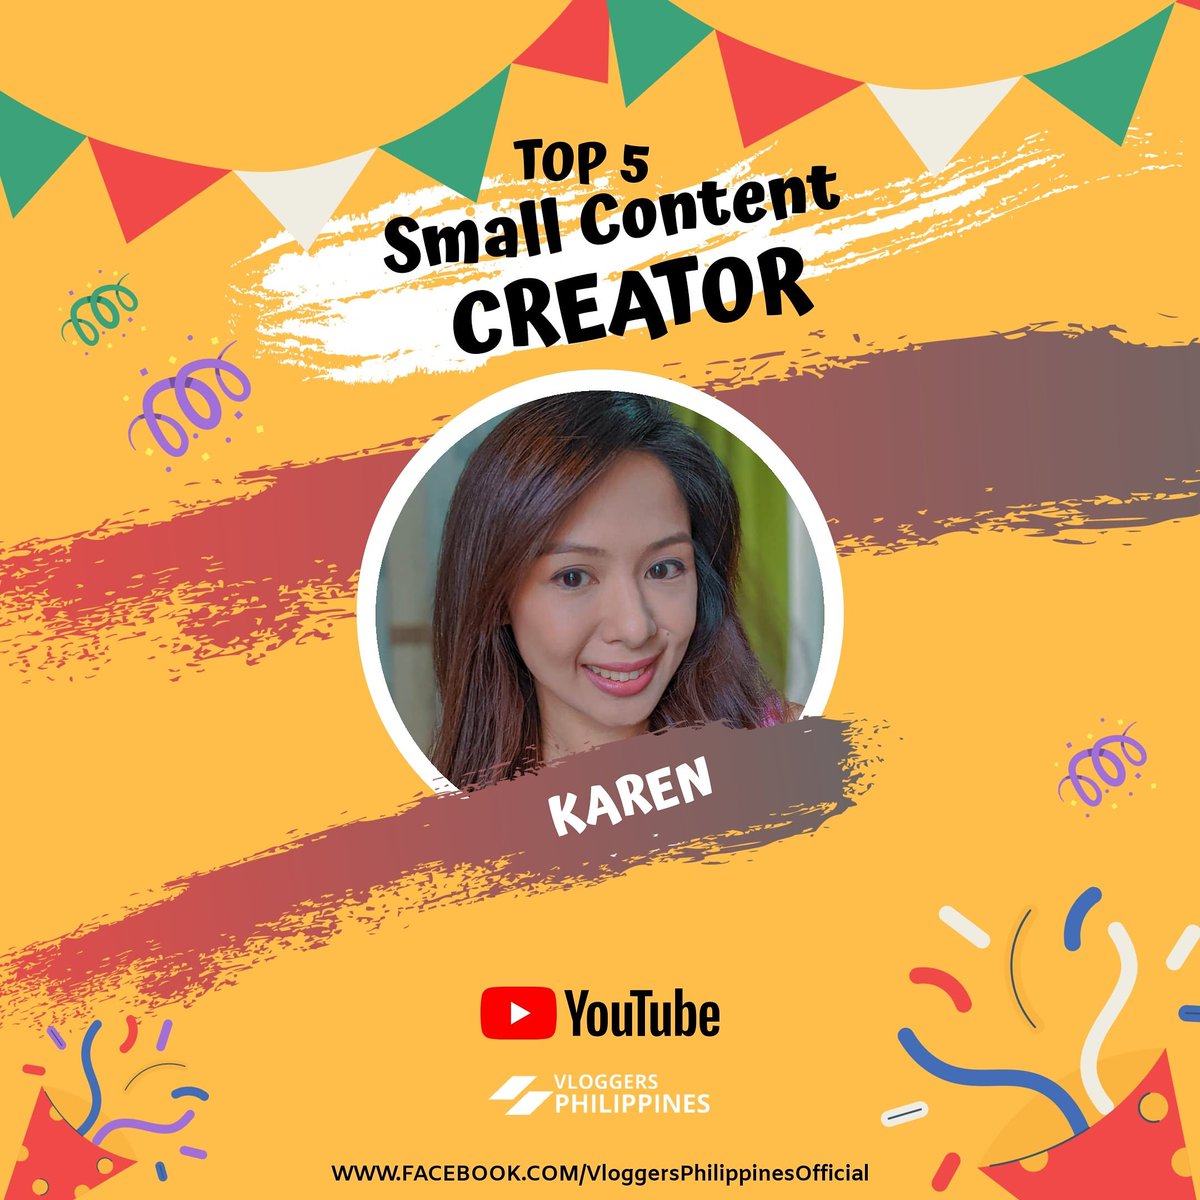 TOP 5
Small Content
CREATOR
KAREN
YouTube
VLOGGERS
PHILIPPINES
WWW.FACEBOOK.COM/VloggersPhilippinesOfficial